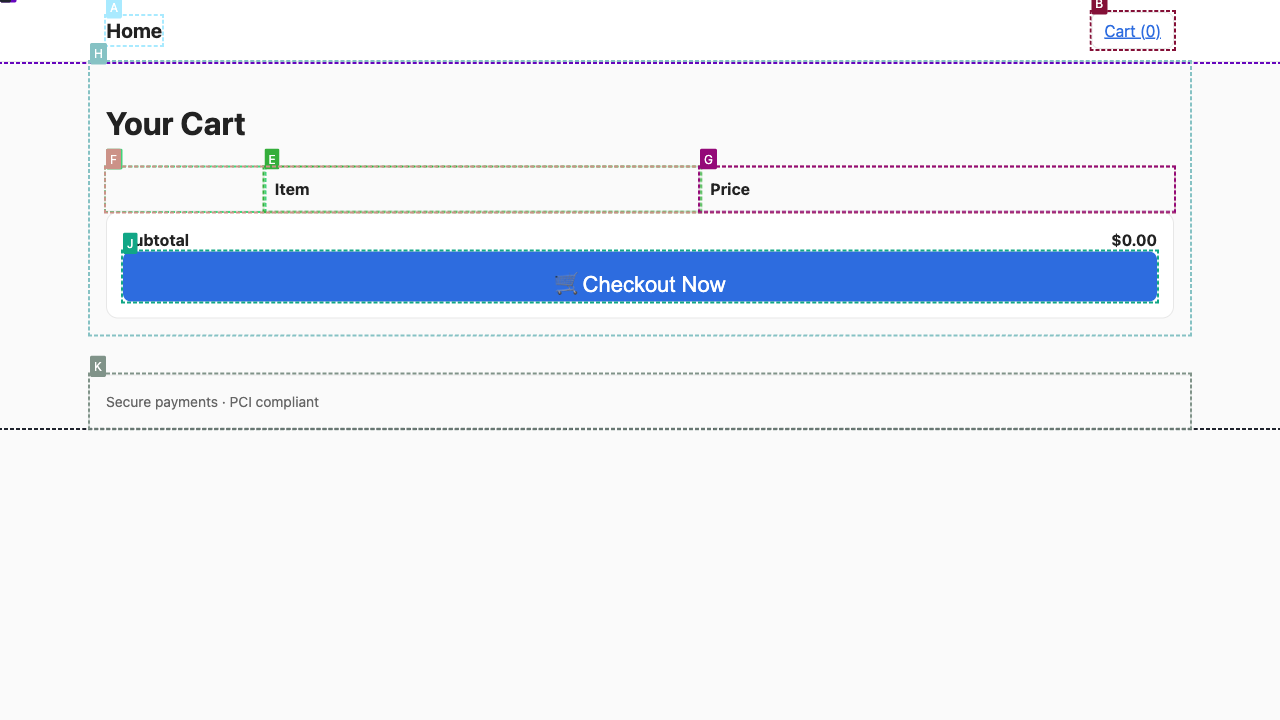 A
Home
B
Cart (0)
H
Your Cart
F
E
Item
G
Price
J
ubtotal
$0.00
🛒Checkout Now
K
Secure payments · PCI compliant